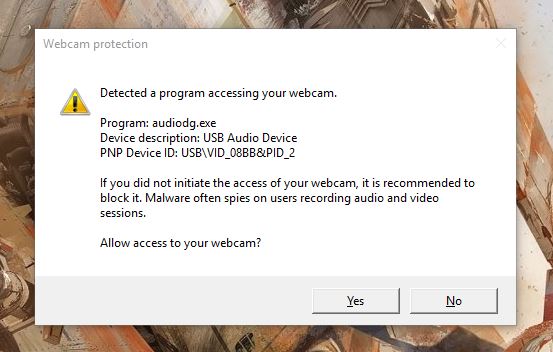 Webcam protection
Detected a program accessing your webcam.
Program: audiodg.exe
Device description: USB Audio Device
PNP Device ID: USB\VID_08BB&PID_2
If you did not initiate the access of your webcam, it is recommended to
block it. Malware often spies on users recording audio and video
sessions.
Allow access to your webcam?
Yes No